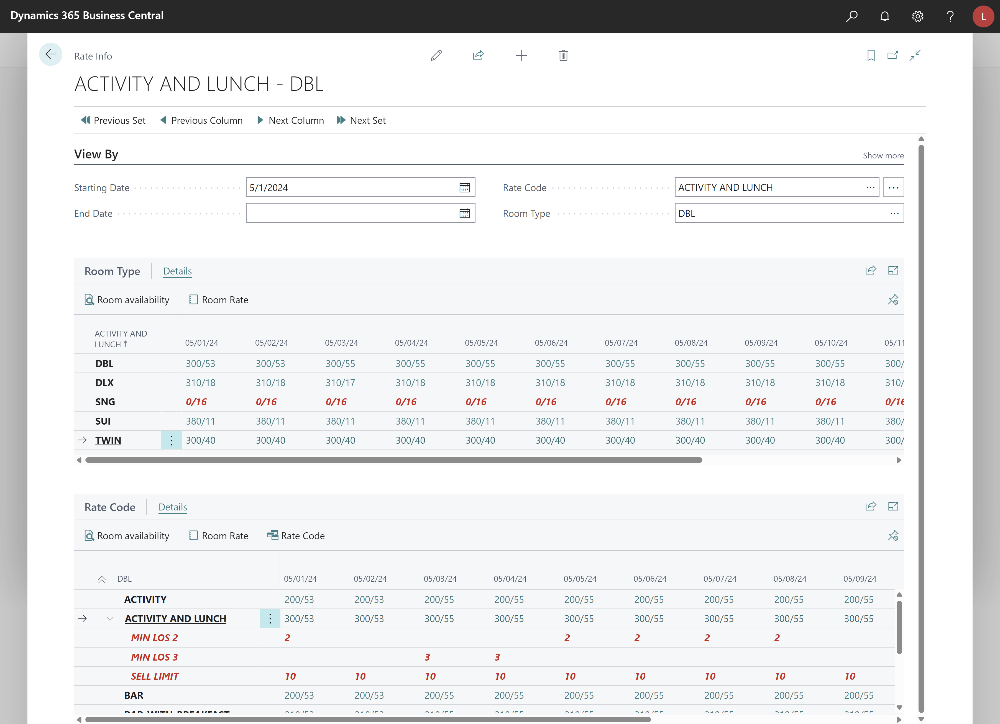 Dynamics 365 Business Central
L
Rate Info
ACTIVITY AND LUNCH - DBL
Previous Set Previous Column Next Column Next Set
View By Show more
Starting Date 5/1/2024 Rate Code ACTIVITY AND LUNCH
End Date Room Type DBL
Room Type Details
Room availability Room Rate
ACTIVITY AND
LUNCH ↑ 05/01/24 05/02/24 05/03/24 05/04/24 05/05/24 05/06/24 05/07/24 05/08/24 05/09/24 05/10/24 05/11
DBL 300/53 300/53 300/55 300/55 300/55 300/55 300/55 300/55 300/55 300/55 300/
DLX 310/18 310/18 310/17 310/18 310/18 310/18 310/18 310/18 310/18 310/18 310/
SNG 0/16 0/16 0/16 0/16 0/16 0/16 0/16 0/16 0/16 0/16 0/16
SUI 380/11 380/11 380/11 380/11 380/11 380/11 380/11 380/11 380/11 380/11 380/
TWIN 300/40 300/40 300/40 300/40 300/40 300/40 300/40 300/40 300/40 300/40 300/
Rate Code Details
Room availability Room Rate Rate Code
DBL 05/01/24 05/02/24 05/03/24 05/04/24 05/05/24 05/06/24 05/07/24 05/08/24 05/09/24
ACTIVITY 200/53 200/53 200/55 200/55 200/55 200/55 200/55 200/55 200/55
ACTIVITY AND LUNCH 300/53 300/53 300/55 300/55 300/55 300/55 300/55 300/55 300/55
MIN LOS 2 2 2 2 2 2
MIN LOS 3 3 3
SELL LIMIT 10 10 10 10 10 10 10 10 10
BAR 200/53 200/53 200/55 200/55 200/55 200/55 200/55 200/55 200/55